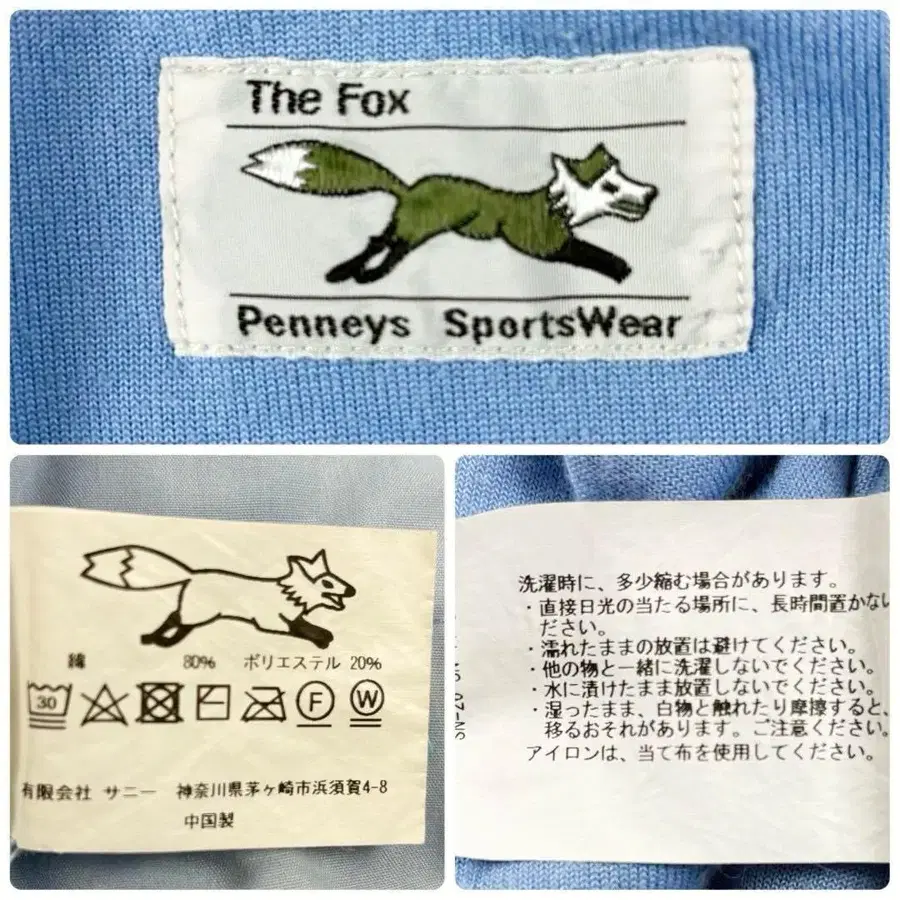 The Fox
Penneys SportsWear
綿 80% ポリエステル 20%
30
F
W
有限会社 サニー 神奈川県茅ヶ崎市浜須賀4-8
中国製
洗濯時に、多少縮む場合があります。
・直接日光の当たる場所に、長時間置かない
ださい。
・濡れたままの放置は避けてください。
・他の物と一緒に洗濯しないでください。
・水に漬けたまま放置しないでください。
・湿ったまま、白物と触れたり摩擦すると、
移るおそれがあります。ご注意ください。
アイロンは、当て布を使用してください。